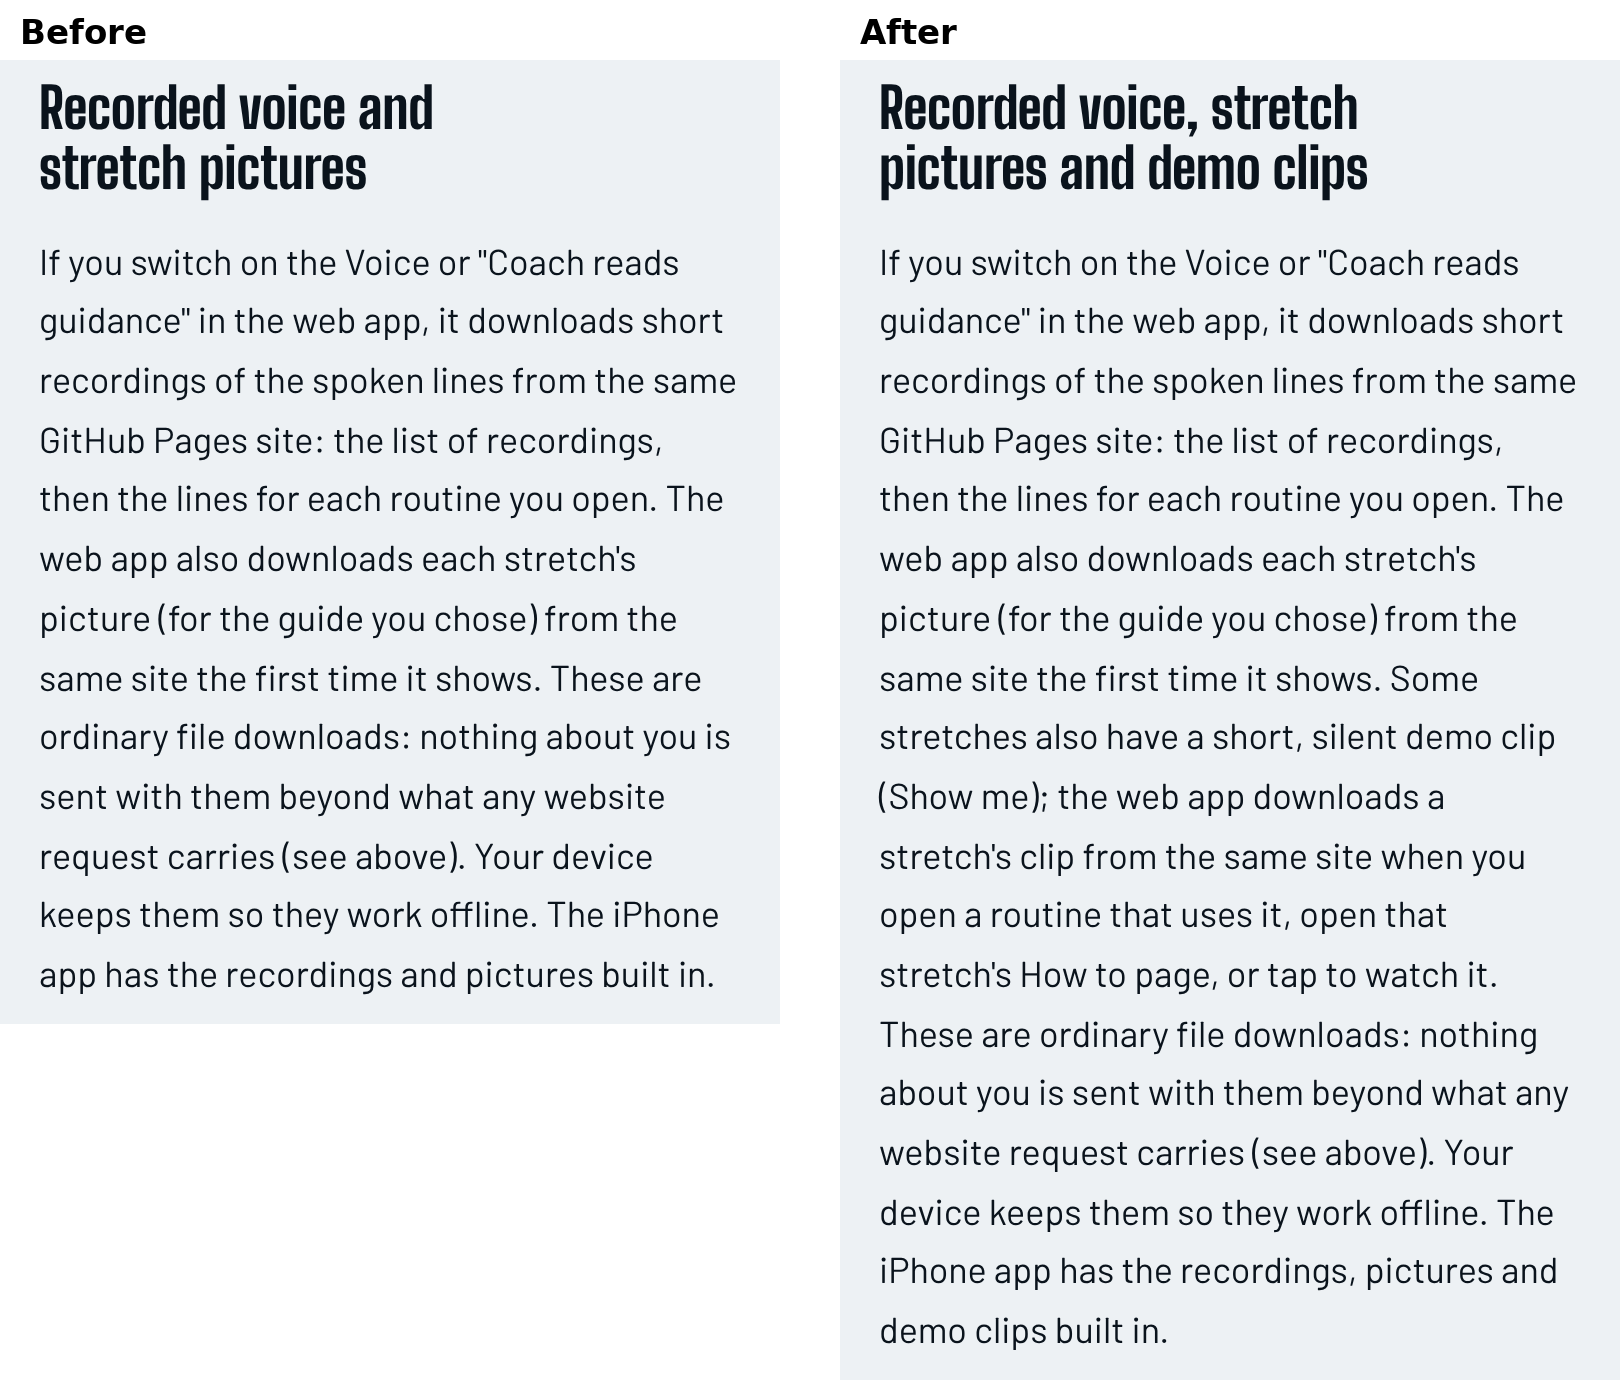 Before
Recorded voice and
stretch pictures
If you switch on the Voice or "Coach reads
guidance" in the web app, it downloads short
recordings of the spoken lines from the same
GitHub Pages site: the list of recordings,
then the lines for each routine you open. The
web app also downloads each stretch's
picture (for the guide you chose) from the
same site the first time it shows. These are
ordinary file downloads: nothing about you is
sent with them beyond what any website
request carries (see above). Your device
keeps them so they work offline. The iPhone
app has the recordings and pictures built in.
After
Recorded voice, stretch
pictures and demo clips
If you switch on the Voice or "Coach reads
guidance" in the web app, it downloads short
recordings of the spoken lines from the same
GitHub Pages site: the list of recordings,
then the lines for each routine you open. The
web app also downloads each stretch's
picture (for the guide you chose) from the
same site the first time it shows. Some
stretches also have a short, silent demo clip
(Show me); the web app downloads a
stretch's clip from the same site when you
open a routine that uses it, open that
stretch's How to page, or tap to watch it.
These are ordinary file downloads: nothing
about you is sent with them beyond what any
website request carries (see above). Your
device keeps them so they work offline. The
iPhone app has the recordings, pictures and
demo clips built in.